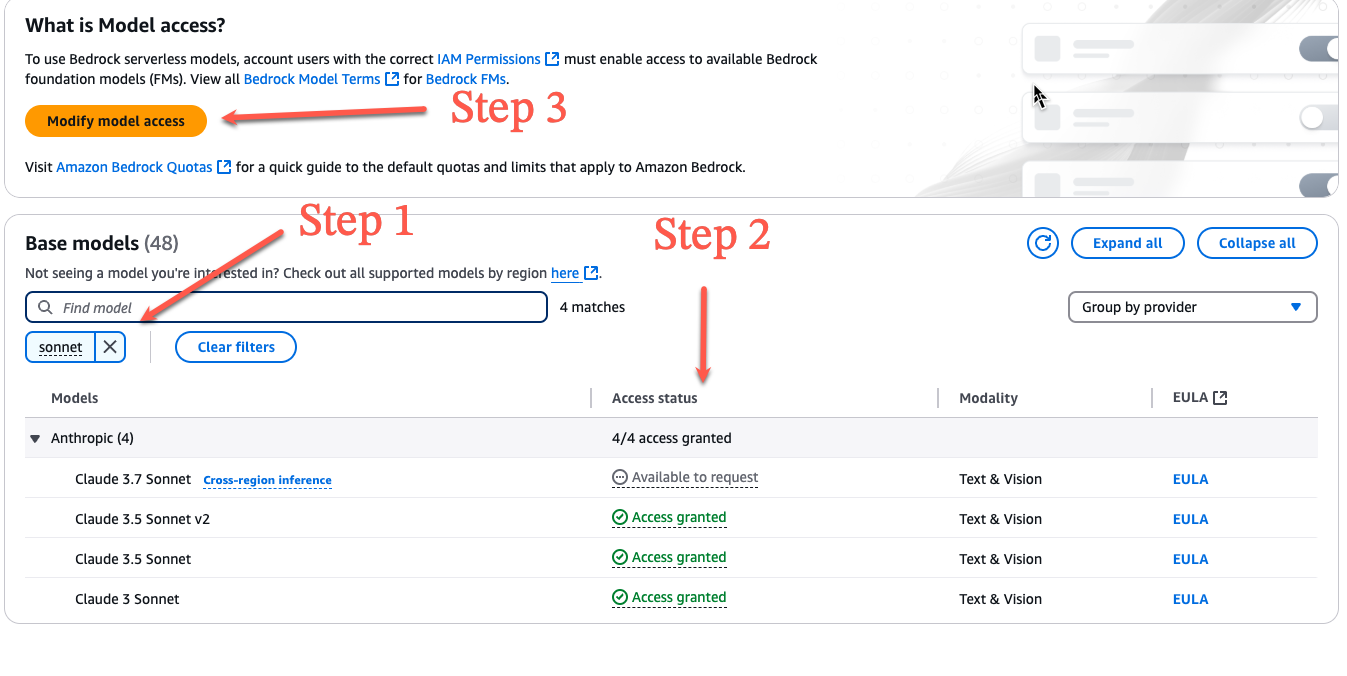 What is Model access?
To use Bedrock serverless models, account users with the correct IAM Permissions must enable access to available Bedrock
foundation models (FMs). View all Bedrock Model Terms for Bedrock FMs.
Modify model access
Step 3
Visit Amazon Bedrock Quotas for a quick guide to the default quotas and limits that apply to Amazon Bedrock.
Step 1
Step 2
Base models (48)
Expand all
Collapse all
Not seeing a model you're interested in? Check out all supported models by region here.
Find model
4 matches
Group by provider
sonnet
Clear filters
Models Access status Modality EULA
Anthropic (4) 4/4 access granted
Claude 3.7 Sonnet Cross-region inference Available to request Text & Vision EULA
Claude 3.5 Sonnet v2 Access granted Text & Vision EULA
Claude 3.5 Sonnet Access granted Text & Vision EULA
Claude 3 Sonnet Access granted Text & Vision EULA